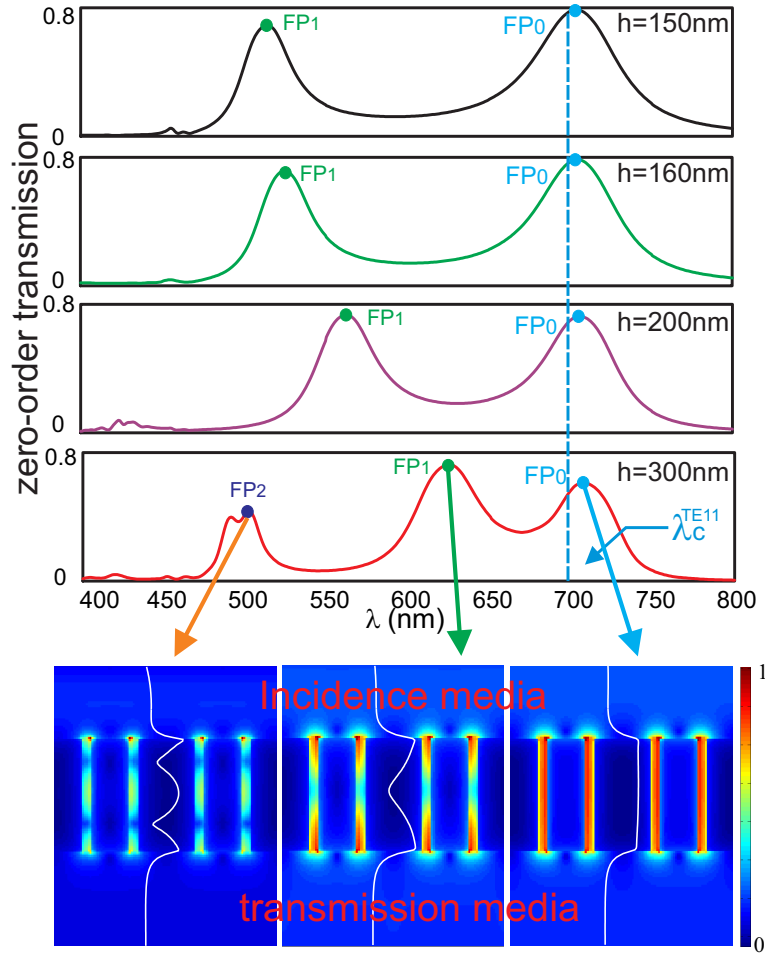 0.8
FP1
FP0
h=150nm
0
0.8
FP1
FP0
h=160nm
0
0.8
FP1
FP0
h=200nm
0
0.8
FP2
FP1
FP0
h=300nm
λcTE11
0
zero-order transmission
400 450 500 550 600 650 700 750 800
λ (nm)
Incidence media
transmission media
1
0